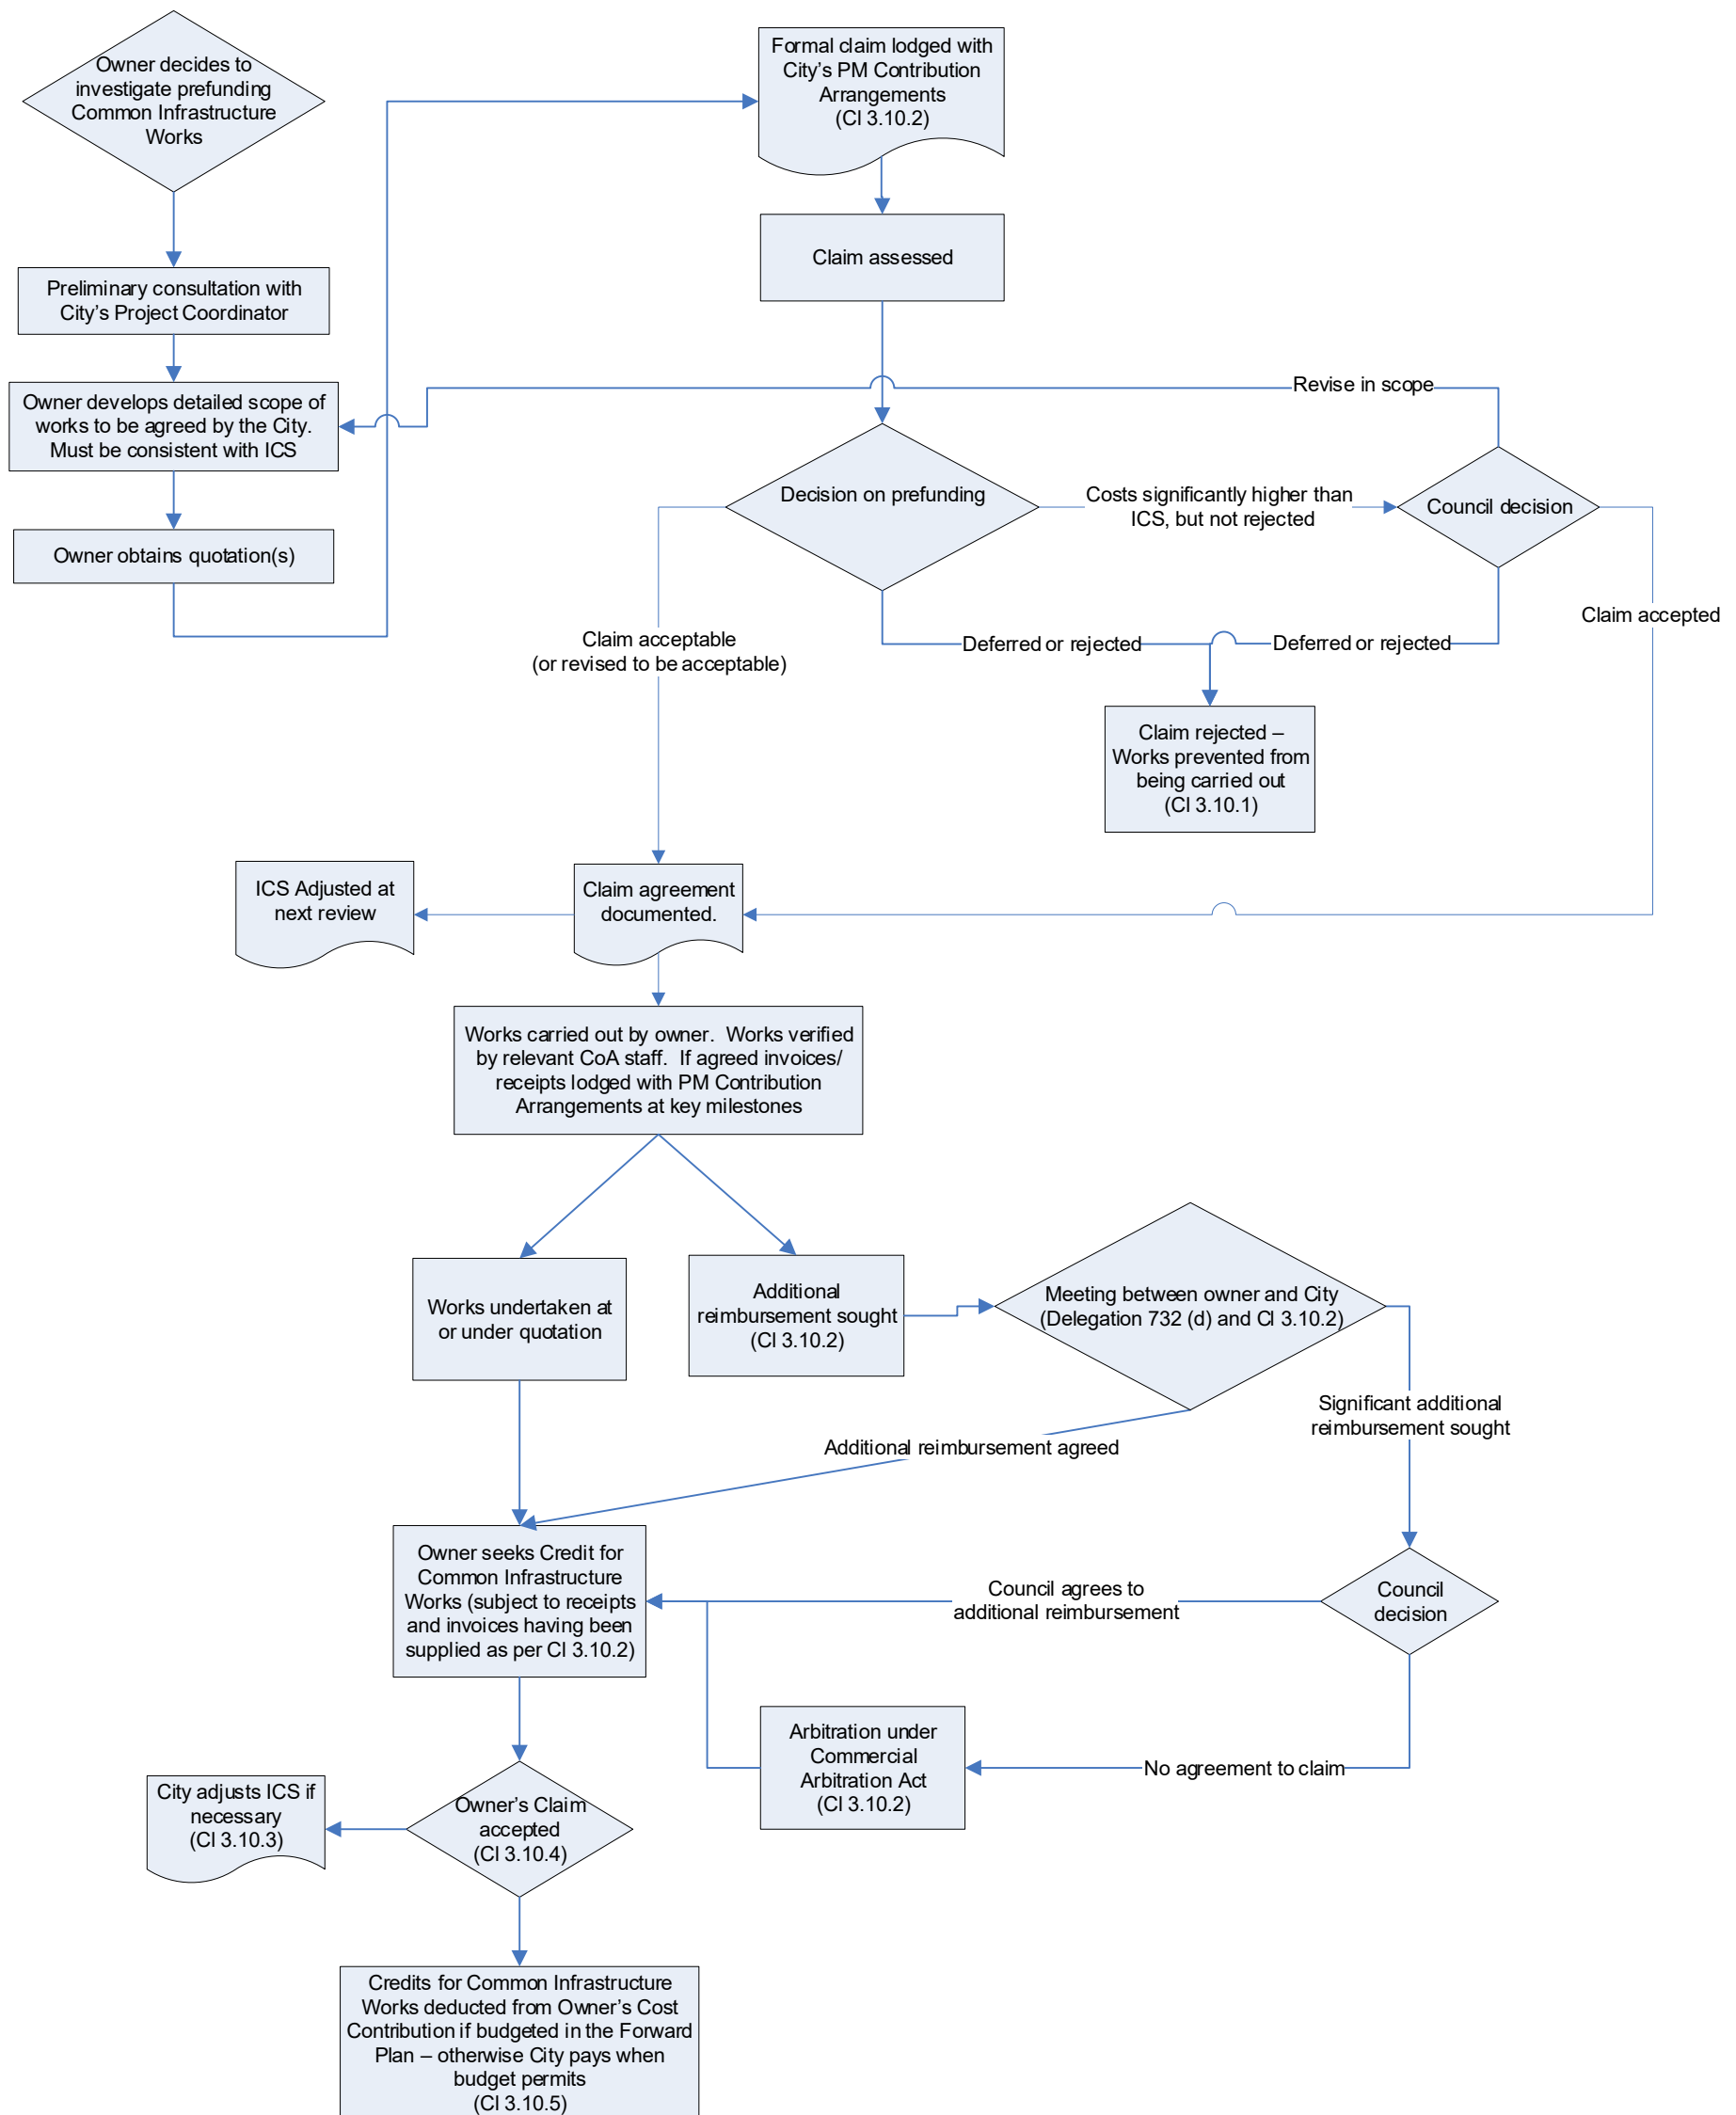 Owner decides to
investigate prefunding
Common Infrastructure
Works
Preliminary consultation with
City's Project Coordinator
Owner develops detailed scope of
works to be agreed by the City.
Must be consistent with ICS
Owner obtains quotation(s)
Formal claim lodged with
City's PM Contribution
Arrangements
(Cl 3.10.2)
Claim assessed
Revise in scope
Decision on prefunding
Costs significantly higher than
ICS, but not rejected
Council decision
Claim accepted
Claim acceptable
(or revised to be acceptable)
Deferred or rejected
Deferred or rejected
Claim rejected –
Works prevented from
being carried out
(Cl 3.10.1)
ICS Adjusted at
next review
Claim agreement
documented.
Works carried out by owner.  Works verified
by relevant CoA staff.  If agreed invoices/
receipts lodged with PM Contribution
Arrangements at key milestones
Works undertaken at
or under quotation
Additional
reimbursement sought
(Cl 3.10.2)
Meeting between owner and City
(Delegation 732 (d) and Cl 3.10.2)
Significant additional
reimbursement sought
Additional reimbursement agreed
Owner seeks Credit for
Common Infrastructure
Works (subject to receipts
and invoices having been
supplied as per Cl 3.10.2)
Council agrees to
additional reimbursement
Council
decision
Arbitration under
Commercial
Arbitration Act
(Cl 3.10.2)
No agreement to claim
City adjusts ICS if
necessary
(Cl 3.10.3)
Owner's Claim
accepted
(Cl 3.10.4)
Credits for Common Infrastructure
Works deducted from Owner's Cost
Contribution if budgeted in the Forward
Plan – otherwise City pays when
budget permits
(Cl 3.10.5)